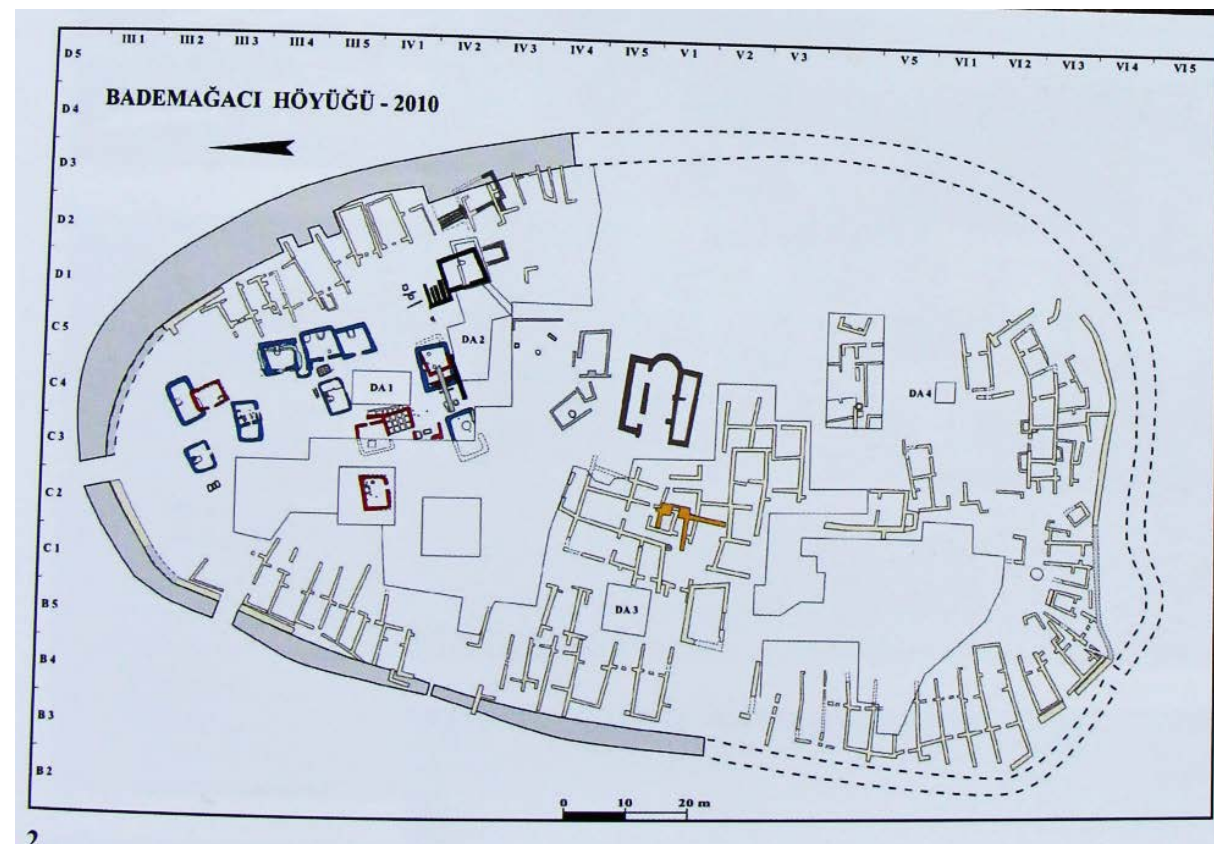 III 1 III 2 III 3 III 4 III 5 IV 1 IV 2 IV 3 IV 4 IV 5 V 1 V 2 V 3 V 5 VI 1 VI 2 VI 3 VI 4 VI 5
D 5
BADEMAĞACI HÖYÜĞÜ - 2010
D 4
D 3
D 2
D 1
C 5
DA 2
C 4
DA 1
DA 4
C 3
C 2
C 1
B 5
DA 3
B 4
B 3
B 2
0 10 20 m
2